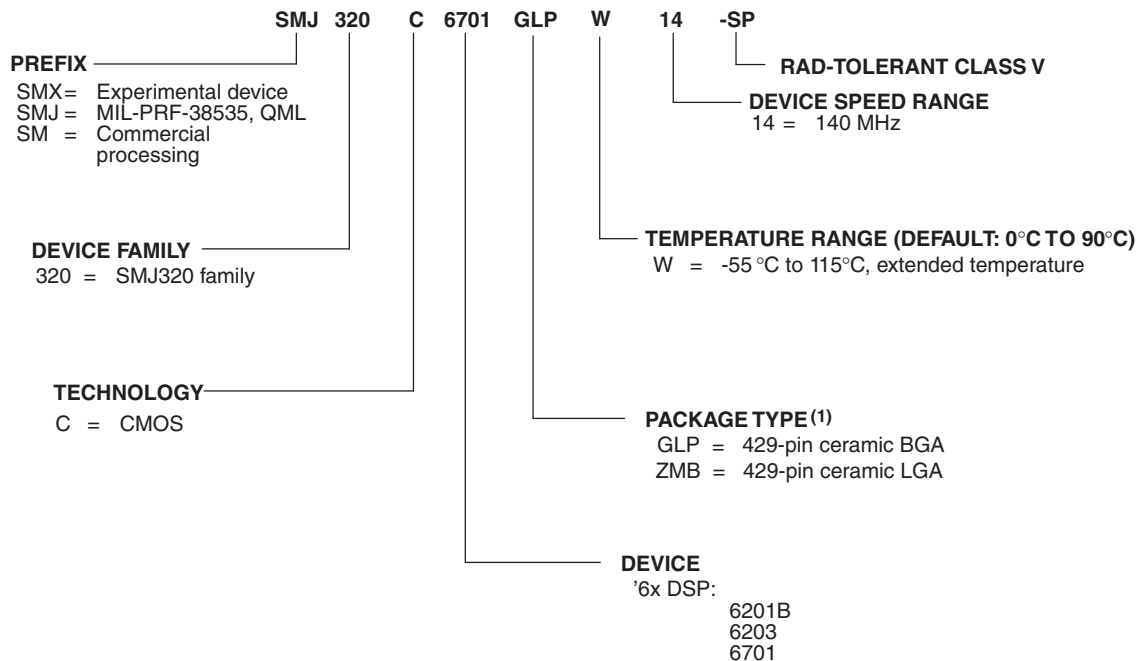 SMJ 320 C 6701 GLP W 14 -SP
PREFIX
SMX = Experimental device
SMJ = MIL-PRF-38535, QML
SM = Commercial
processing
RAD-TOLERANT CLASS V
DEVICE SPEED RANGE
14 = 140 MHz
DEVICE FAMILY
320 = SMJ320 family
TEMPERATURE RANGE (DEFAULT: 0°C TO 90°C)
W = -55 °C to 115°C, extended temperature
TECHNOLOGY
C = CMOS
PACKAGE TYPE (1)
GLP = 429-pin ceramic BGA
ZMB = 429-pin ceramic LGA
DEVICE
'6x DSP:
6201B
6203
6701